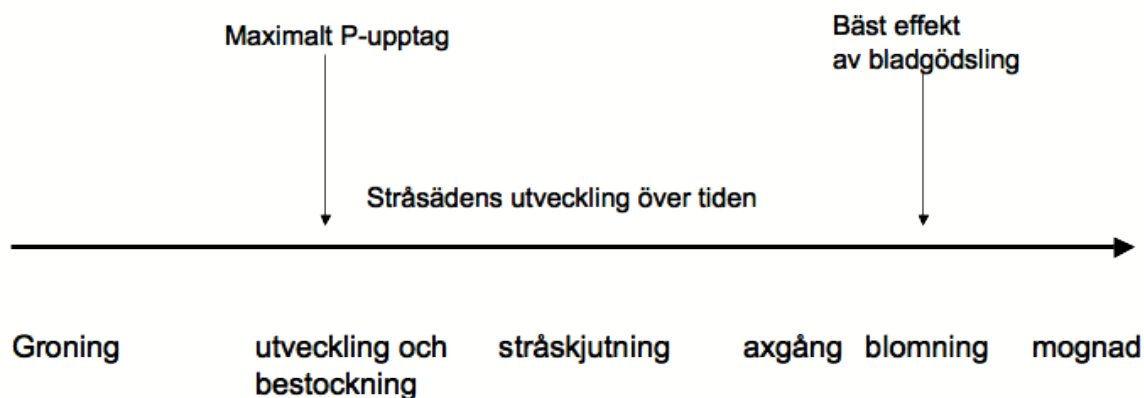 Maximalt P-upptag
Bäst effekt
av bladgödsling
Stråsädens utveckling över tiden
Groning
utveckling och
bestockning
stråskjutning
axgång
blomning
mognad